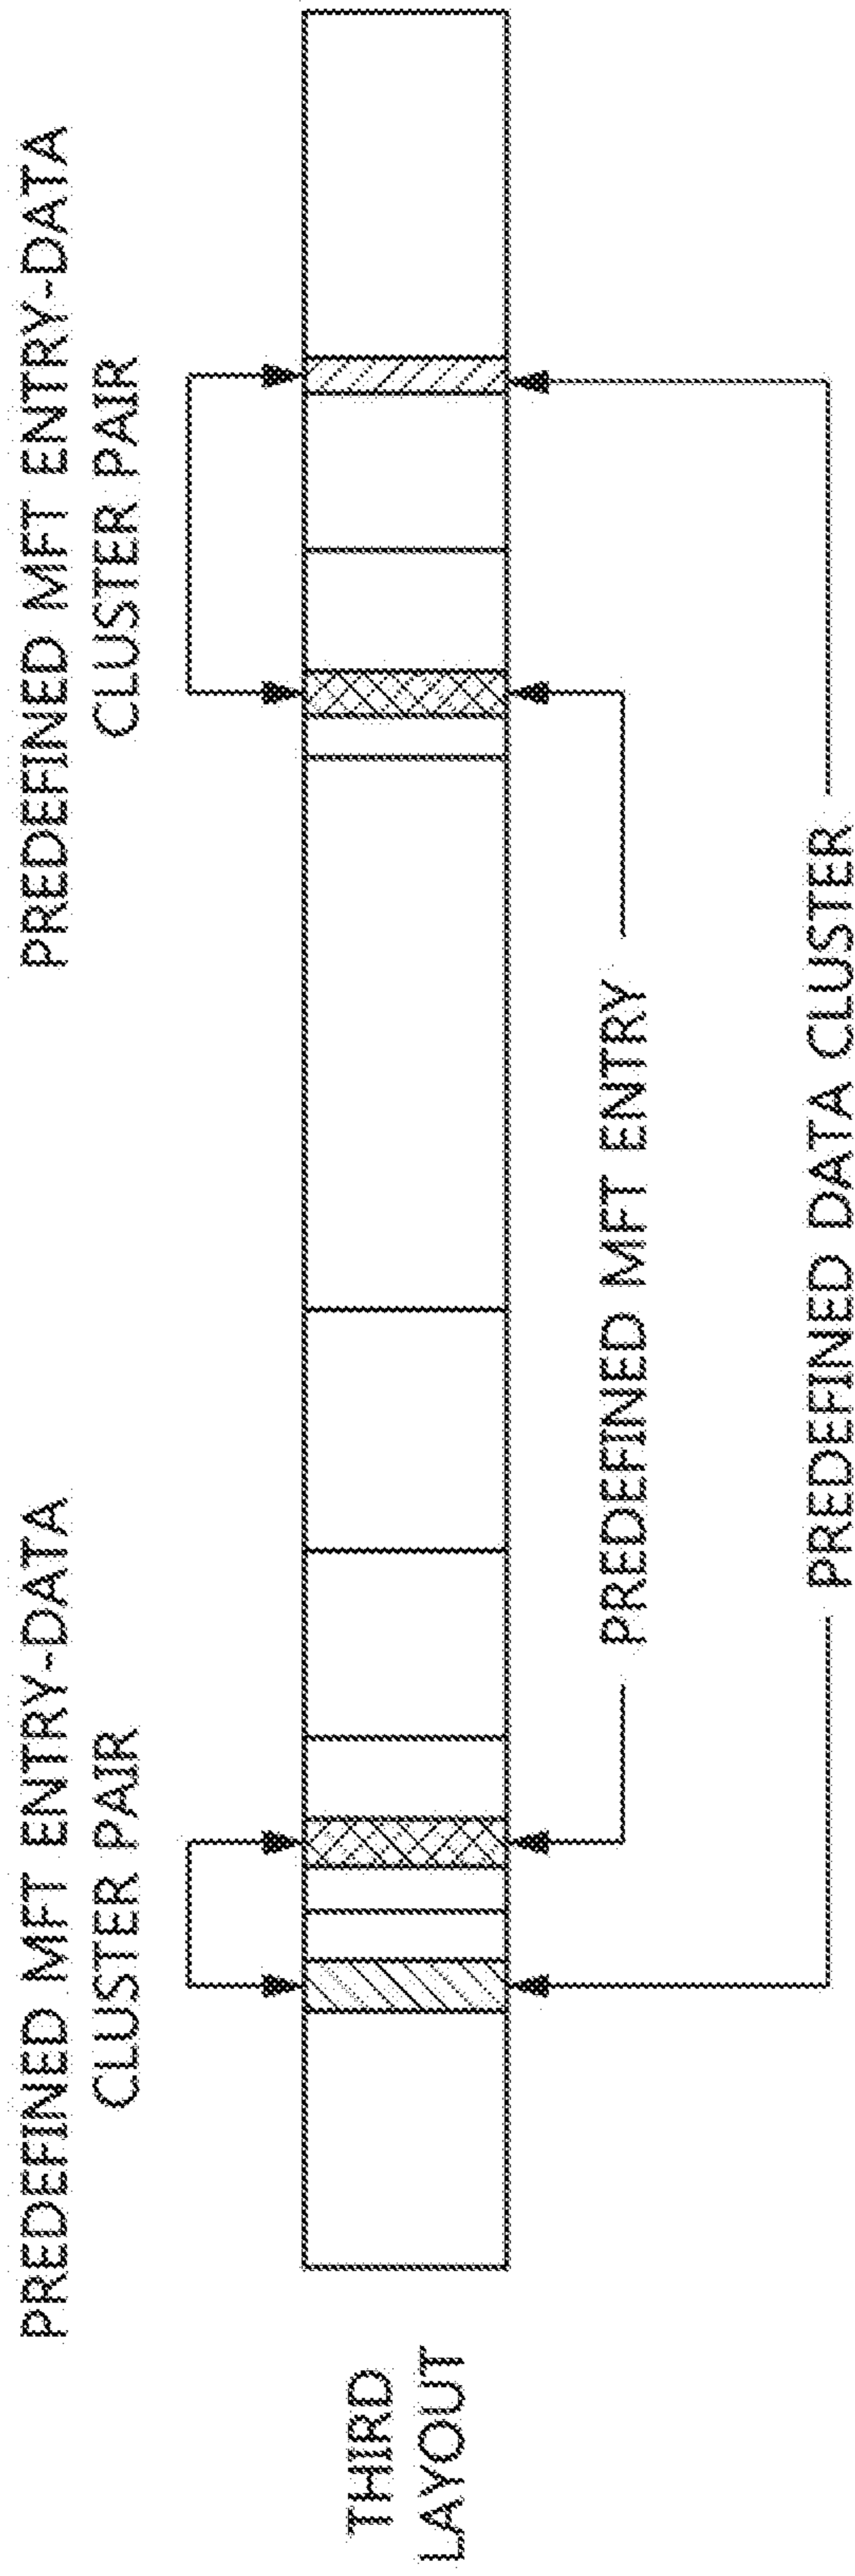 PREDEFINED MFT ENTRY-DATA
CLUSTER PAIR
PREDEFINED MFT ENTRY-DATA
CLUSTER PAIR
THIRD
LAYOUT
PREDEFINED MFT ENTRY
PREDEFINED DATA CLUSTER